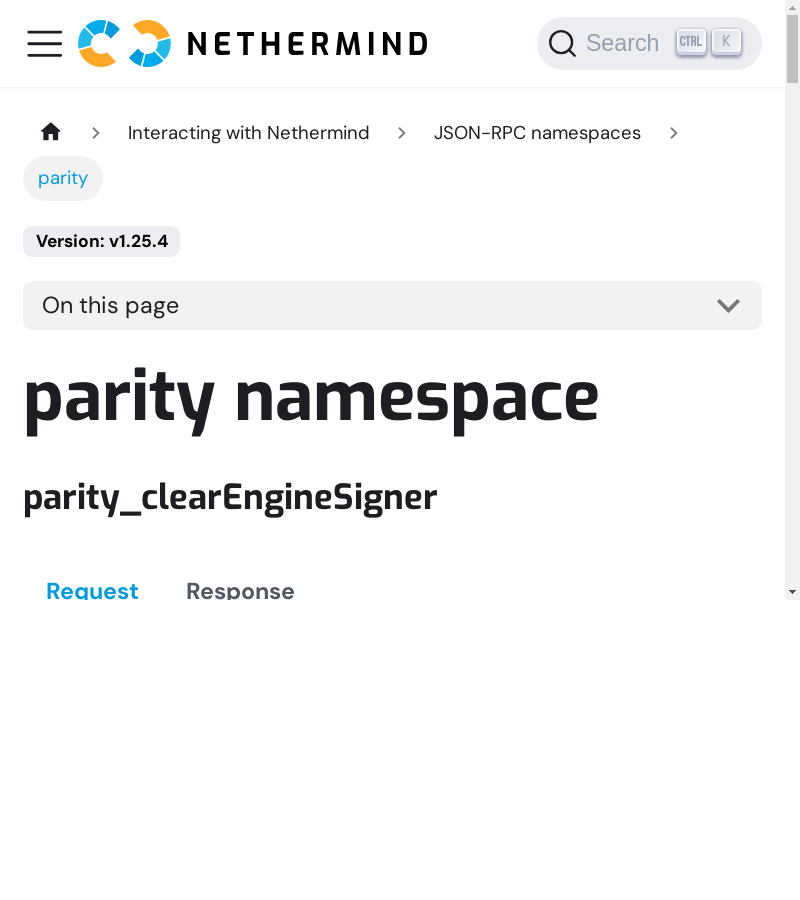 NETHERMIND
Search CTRL K
Interacting with Nethermind
JSON-RPC namespaces
parity
Version: v1.25.4
On this page
parity namespace
parity_clearEngineSigner
Request Response